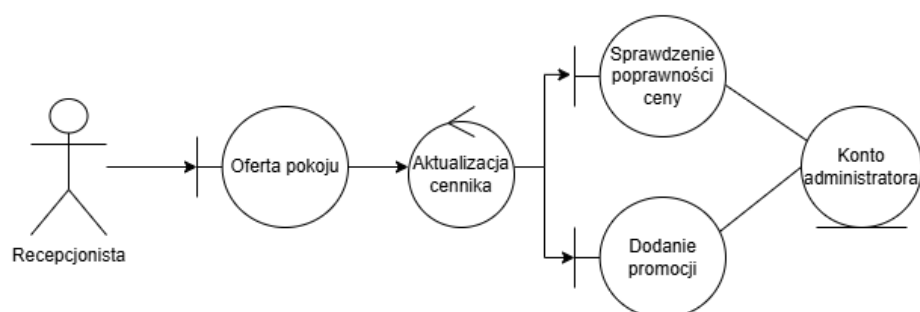 Recepcjonista
Oferta pokoju
Aktualizacja
cennika
Sprawdzenie
poprawności
ceny
Dodanie
promocji
Konto
administratora